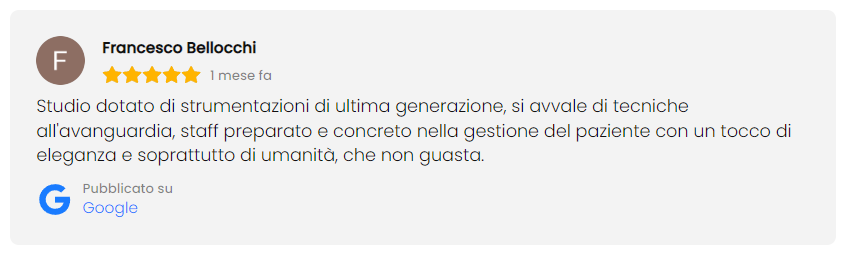 F
Francesco Bellocchi
1 mese fa
Studio dotato di strumentazioni di ultima generazione, si avvale di tecniche
all'avanguardia, staff preparato e concreto nella gestione del paziente con un tocco di
eleganza e soprattutto di umanità, che non guasta.
G
Pubblicato su
Google